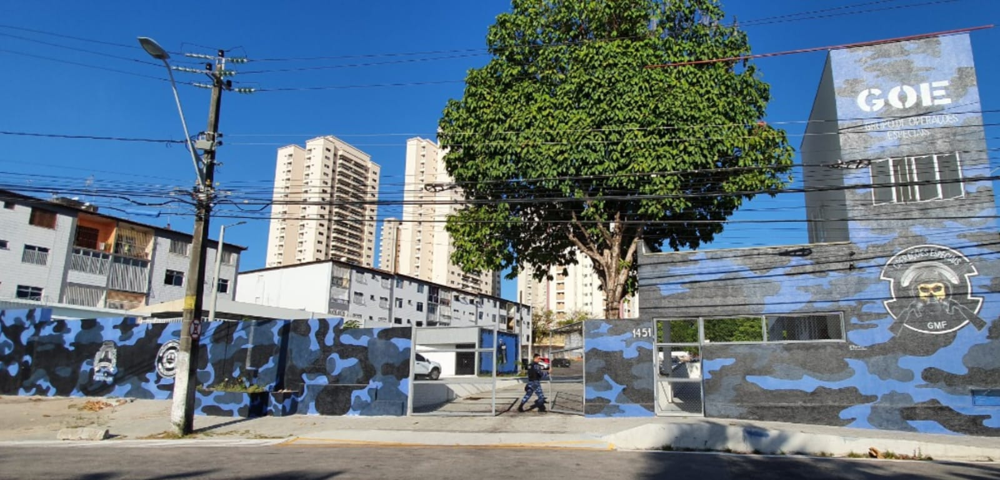 GOE
GRUPO DE OPERAÇÕES
ESPECIAIS
OPERAÇÕES ESPECIAIS
GMF
1451